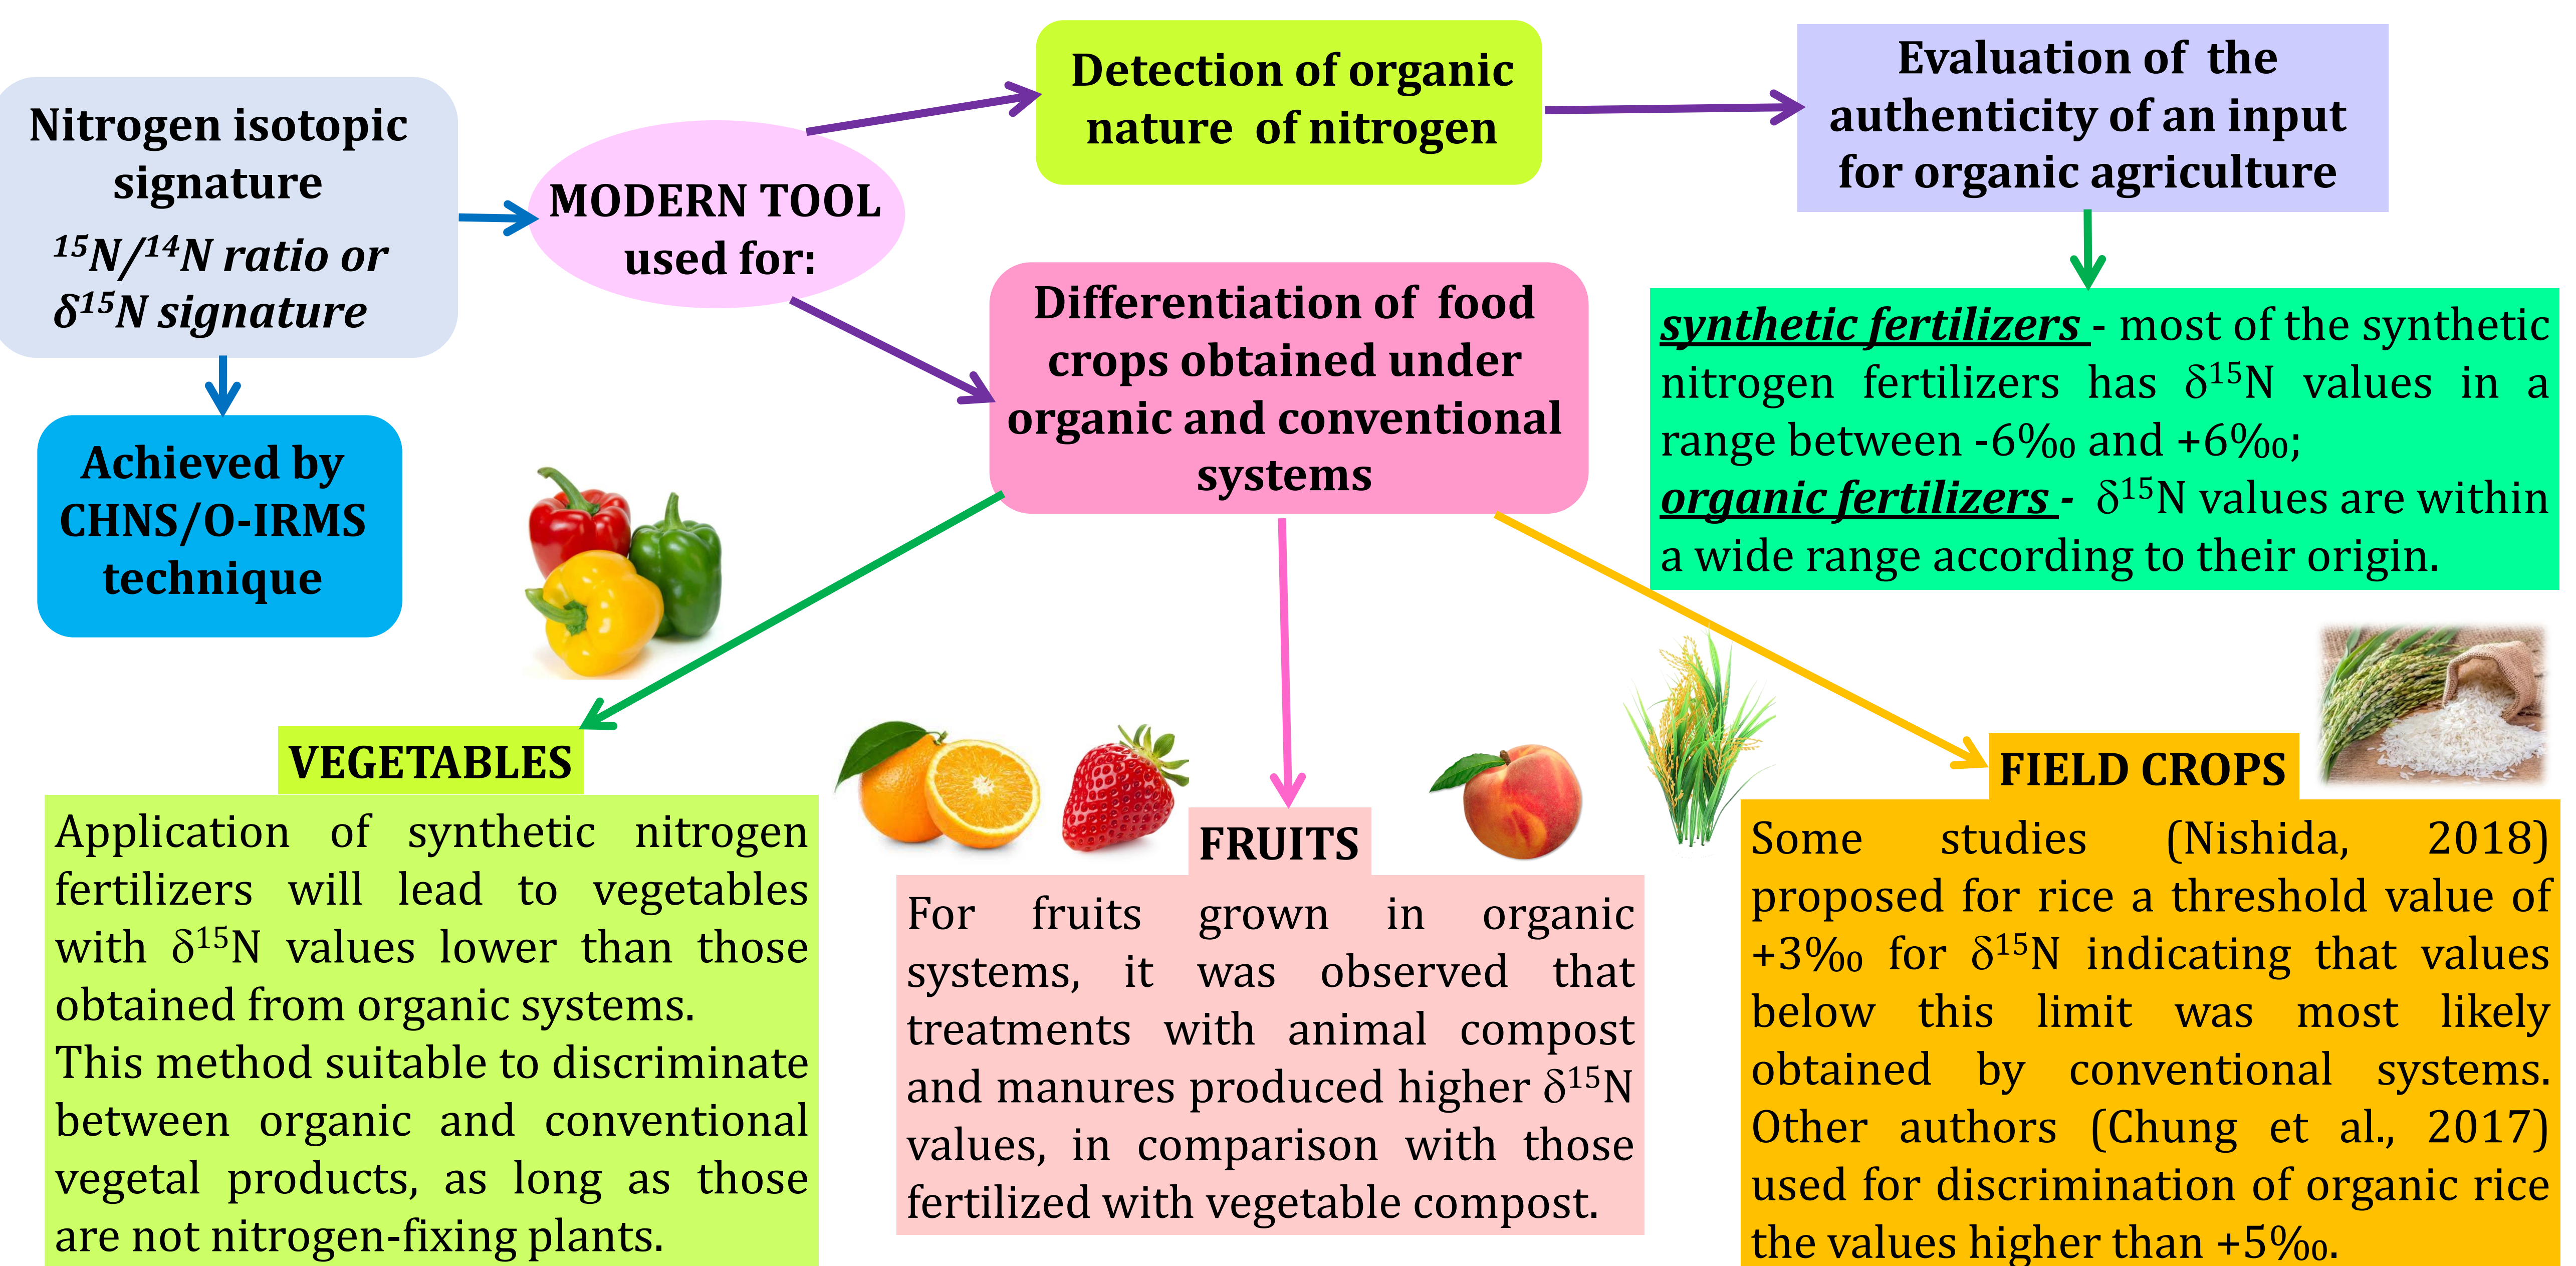 Nitrogen isotopic
signature
¹⁵N/¹⁴N ratio or
δ¹⁵N signature
Achieved by
CHNS/O-IRMS
technique
MODERN TOOL
used for:
Detection of organic
nature of nitrogen
Evaluation of the
authenticity of an input
for organic agriculture
Differentiation of food
crops obtained under
organic and conventional
systems
synthetic fertilizers - most of the synthetic
nitrogen fertilizers has δ¹⁵N values in a
range between -6‰ and +6‰;
organic fertilizers - δ¹⁵N values are within
a wide range according to their origin.
VEGETABLES
Application of synthetic nitrogen
fertilizers will lead to vegetables
with δ¹⁵N values lower than those
obtained from organic systems.
This method suitable to discriminate
between organic and conventional
vegetal products, as long as those
are not nitrogen-fixing plants.
FRUITS
For fruits grown in organic
systems, it was observed that
treatments with animal compost
and manures produced higher δ¹⁵N
values, in comparison with those
fertilized with vegetable compost.
FIELD CROPS
Some studies (Nishida, 2018)
proposed for rice a threshold value of
+3‰ for δ¹⁵N indicating that values
below this limit was most likely
obtained by conventional systems.
Other authors (Chung et al., 2017)
used for discrimination of organic rice
the values higher than +5‰.